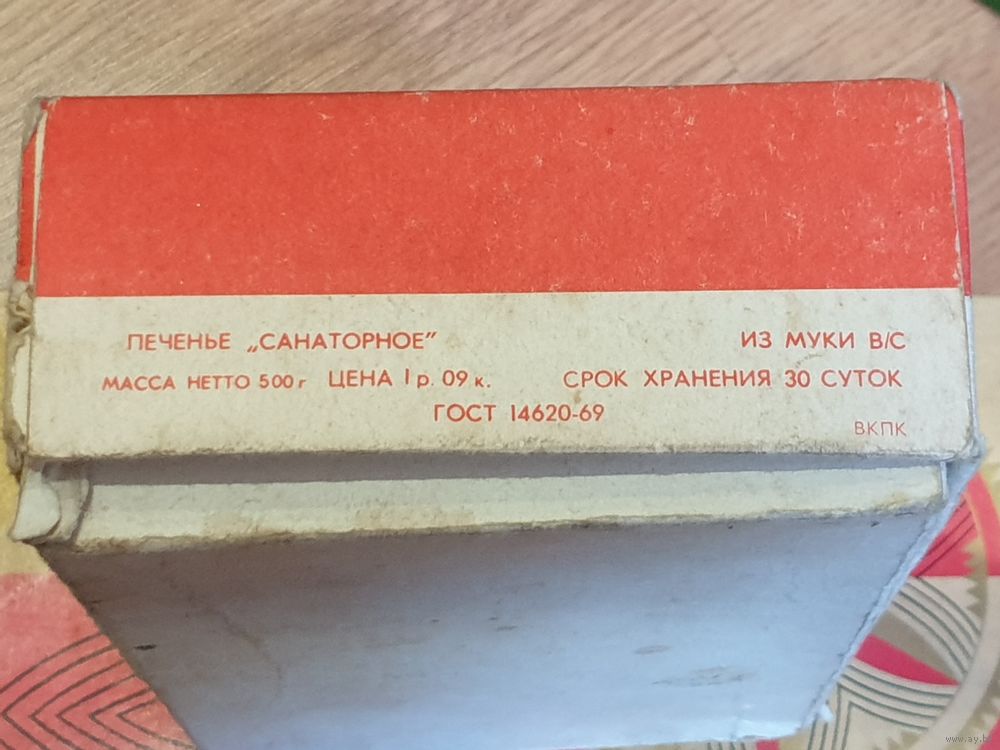 ПЕЧЕНЬЕ „САНАТОРНОЕ” ИЗ МУКИ В/С
МАССА НЕТТО 500 г ЦЕНА 1 р. 09 к. СРОК ХРАНЕНИЯ 30 СУТОК
ГОСТ 14620-69
ВКПК